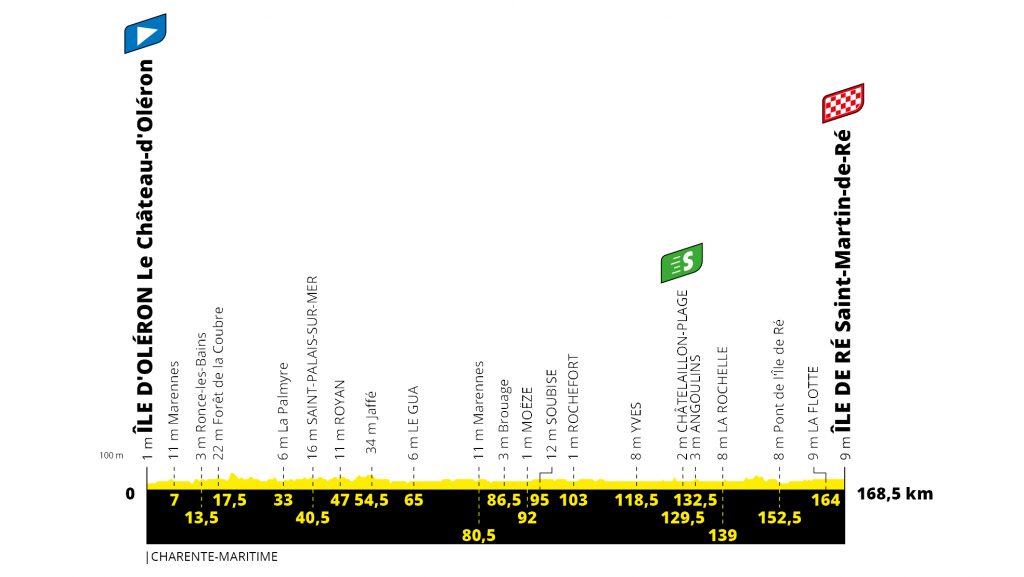 1 m ÎLE D'OLÉRON Le Château-d'Oléron
11 m Marennes
3 m Ronce-les-Bains
22 m Forêt de la Coubre
6 m La Palmyre
16 m SAINT-PALAIS-SUR-MER
11 m ROYAN
34 m Jaffé
6 m LE GUA
11 m Marennes
3 m Brouage
1 m MOËZE
12 m SOUBISE
1 m ROCHEFORT
8 m YVES
S
2 m CHÂTELAILLON-PLAGE
3 m ANGOULINS
8 m LA ROCHELLE
8 m Pont de l'Île de Ré
9 m LA FLOTTE
9 m ÎLE DE RÉ Saint-Martin-de-Ré
100 m
0
7
13,5
17,5
33
40,5
47
54,5
65
80,5
86,5
92
95
103
118,5
129,5
132,5
139
152,5
164
168,5 km
|CHARENTE-MARITIME